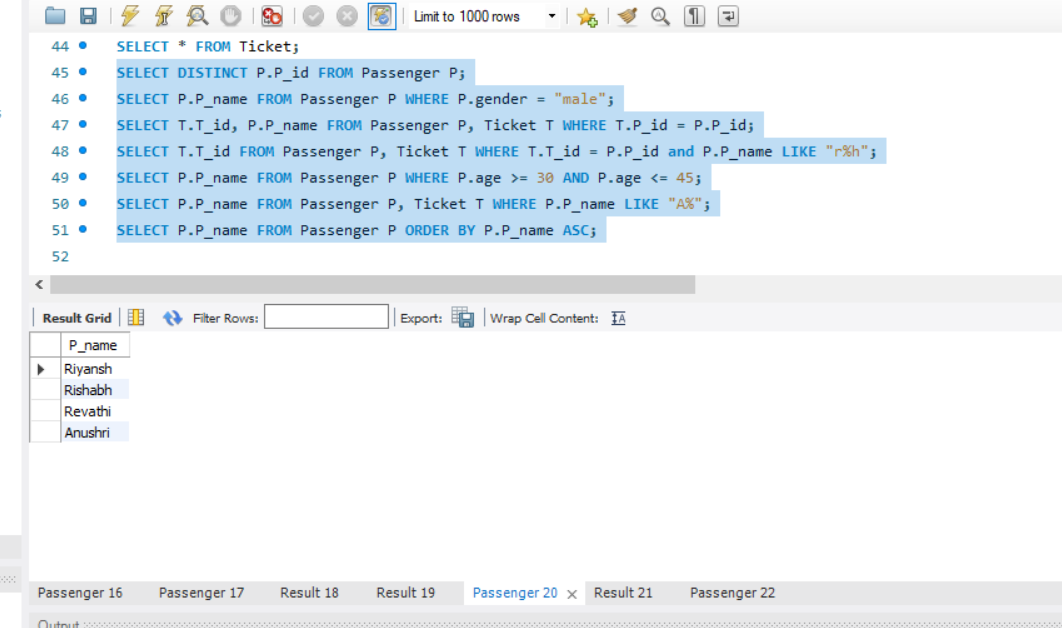 Limit to 1000 rows
44 SELECT * FROM Ticket;
45 SELECT DISTINCT P.P_id FROM Passenger P;
46 SELECT P.P_name FROM Passenger P WHERE P.gender = "male";
47 SELECT T.T_id, P.P_name FROM Passenger P, Ticket T WHERE T.P_id = P.P_id;
48 SELECT T.T_id FROM Passenger P, Ticket T WHERE T.T_id = P.P_id and P.P_name LIKE "r%h";
49 SELECT P.P_name FROM Passenger P WHERE P.age >= 30 AND P.age <= 45;
50 SELECT P.P_name FROM Passenger P, Ticket T WHERE P.P_name LIKE "A%";
51 SELECT P.P_name FROM Passenger P ORDER BY P.P_name ASC;
52
Result Grid Filter Rows: Export: Wrap Cell Content: IA
P_name
Riyansh
Rishabh
Revathi
Anushri
Passenger 16 Passenger 17 Result 18 Result 19 Passenger 20 Result 21 Passenger 22
Output